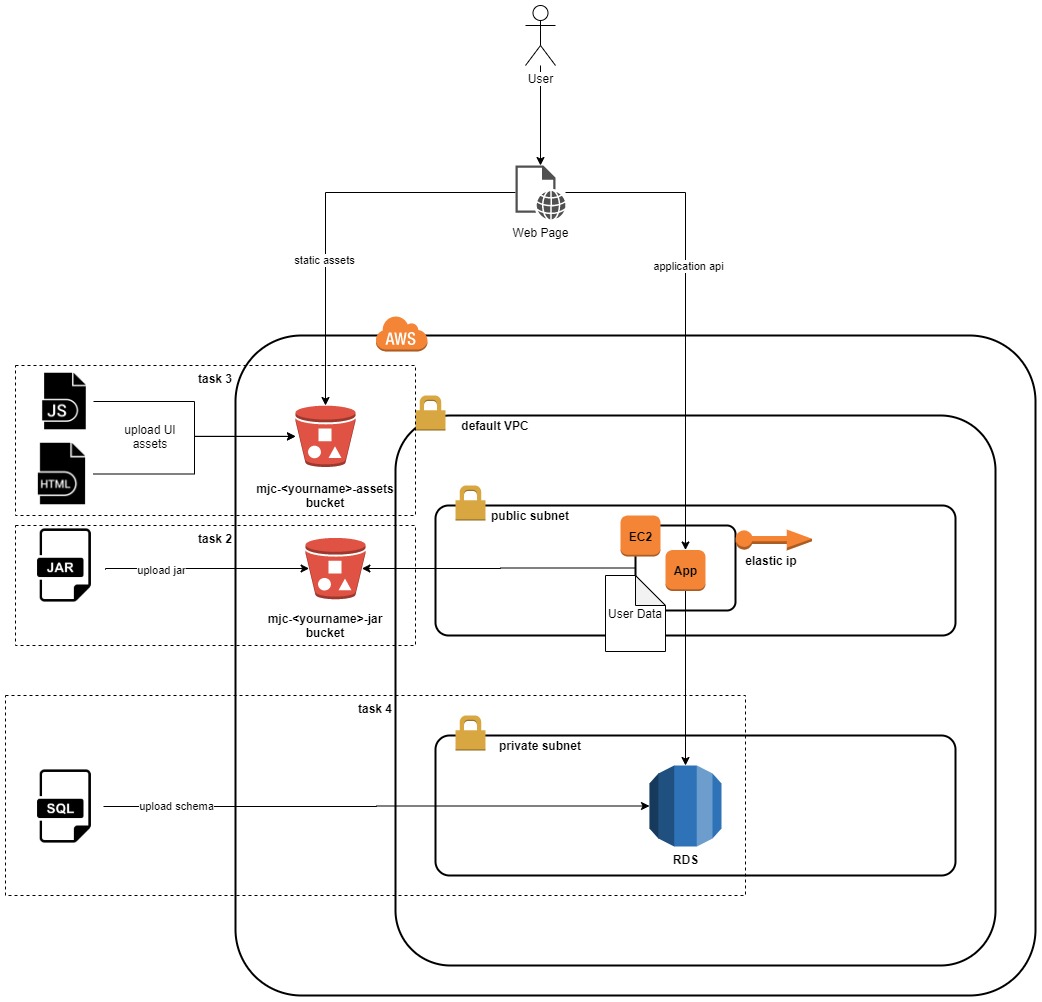 User
Web Page
static assets
application api
AWS
task 3
JS
upload UI
assets
HTML
mjc-<yourname>-assets
bucket
default VPC
public subnet
EC2
App
elastic ip
User Data
task 2
JAR
upload jar
mjc-<yourname>-jar
bucket
task 4
private subnet
SQL
upload schema
RDS